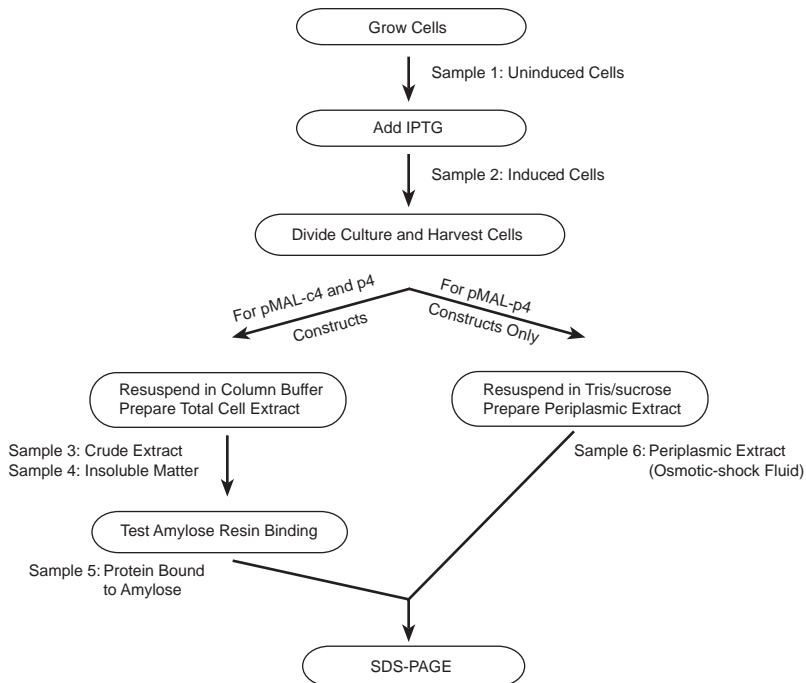 Grow Cells
Sample 1: Uninduced Cells
Add IPTG
Sample 2: Induced Cells
Divide Culture and Harvest Cells
For pMAL-c4 and p4
Constructs
For pMAL-p4
Constructs Only
Resuspend in Column Buffer
Prepare Total Cell Extract
Resuspend in Tris/sucrose
Prepare Periplasmic Extract
Sample 3: Crude Extract
Sample 4: Insoluble Matter
Sample 6: Periplasmic Extract
(Osmotic-shock Fluid)
Test Amylose Resin Binding
Sample 5: Protein Bound
to Amylose
SDS-PAGE